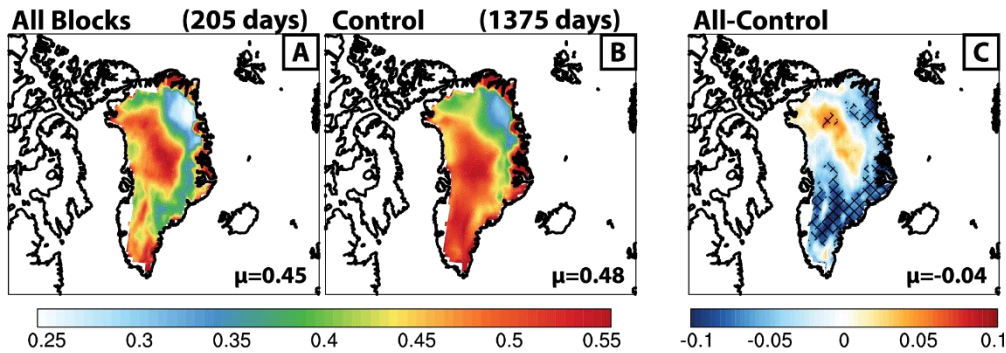 All Blocks (205 days) Control (1375 days) All-Control
A B C
μ=0.45 μ=0.48 μ=-0.04
0.25 0.3 0.35 0.4 0.45 0.5 0.55 -0.1 -0.05 0 0.05 0.1